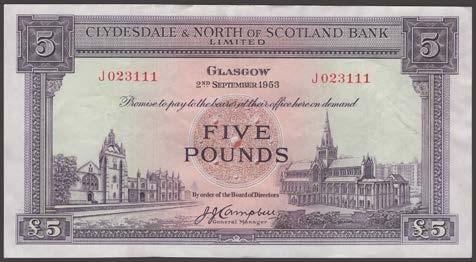 5 CLYDESDALE & NORTH OF SCOTLAND BANK 5
LIMITED
J023111 GLASGOW J023111
2ND SEPTEMBER 1953
Promise to pay to the bearer at their office here on demand
FIVE
POUNDS
By order of the Board of Directors
J.J. Campbell
General Manager
£5 £5